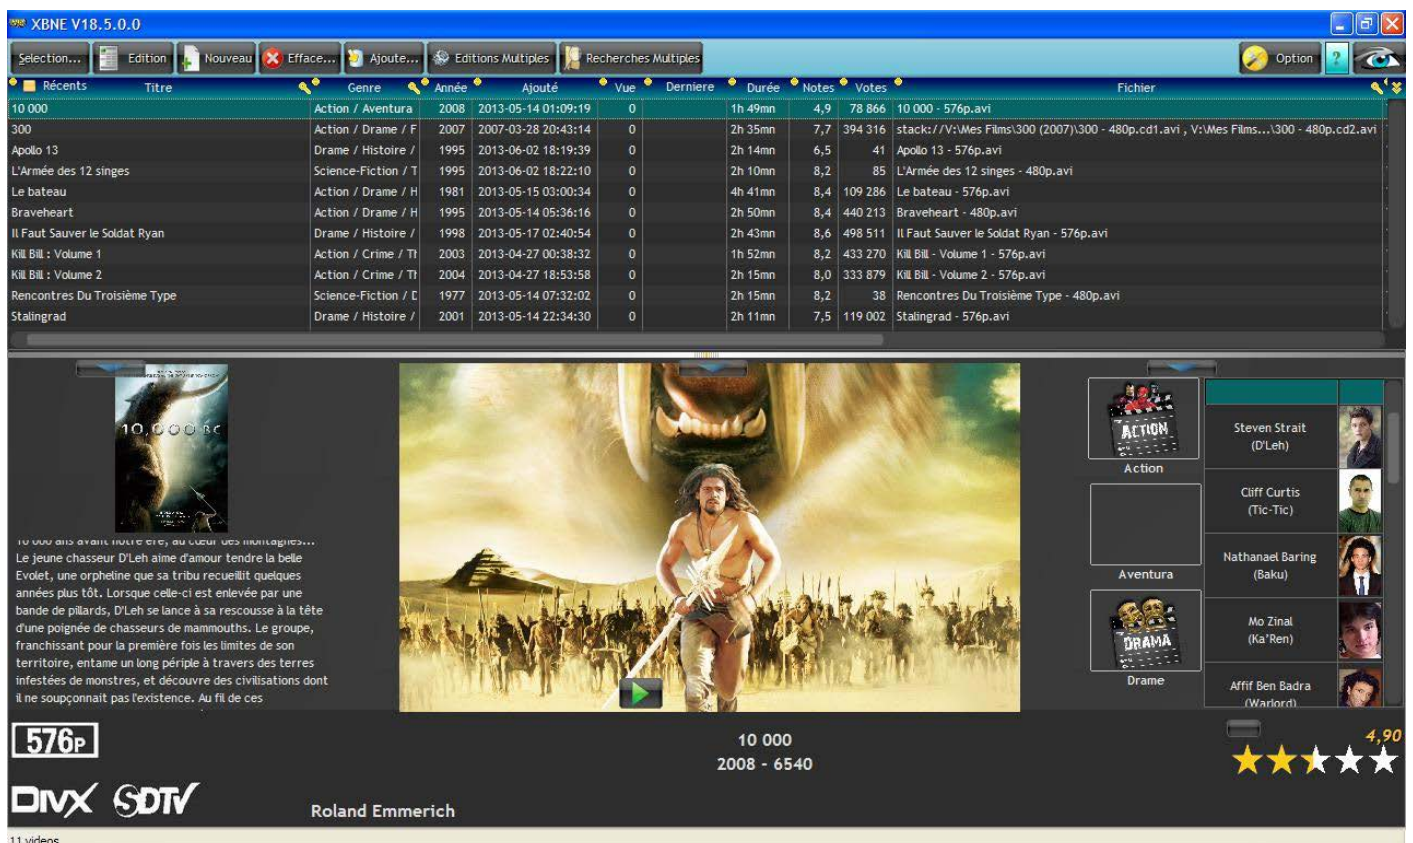 XBNE V18.5.0.0
Selection... Edition Nouveau Efface... Ajoute... Editions Multiples Recherches Multiples Option ?
Récents Titre Genre Année Ajouté Vue Derniere Durée Notes Votes Fichier
10 000 Action / Aventura 2008 2013-05-14 01:09:19 0 1h 49mn 4,9 78 866 10 000 - 576p.avi
300 Action / Drame / F 2007 2007-03-28 20:43:14 0 2h 35mn 7,7 394 316 stack://V:\Mes Films\300 (2007)\300 - 480p.cd1.avi , V:\Mes Films...\300 - 480p.cd2.avi
Apollo 13 Drame / Histoire / 1995 2013-06-02 18:19:39 0 2h 14mn 6,5 41 Apollo 13 - 576p.avi
L'Armée des 12 singes Science-Fiction / T 1995 2013-06-02 18:22:10 0 2h 10mn 8,2 85 L'Armée des 12 singes - 480p.avi
Le bateau Action / Drame / H 1981 2013-05-15 03:00:34 0 4h 41mn 8,4 109 286 Le bateau - 576p.avi
Braveheart Action / Drame / H 1995 2013-05-14 05:36:16 0 2h 50mn 8,4 440 213 Braveheart - 480p.avi
Il Faut Sauver le Soldat Ryan Drame / Histoire / 1998 2013-05-17 02:40:54 0 2h 43mn 8,6 498 511 Il Faut Sauver le Soldat Ryan - 576p.avi
Kill Bill : Volume 1 Action / Crime / Th 2003 2013-04-27 00:38:32 0 1h 52mn 8,2 433 270 Kill Bill - Volume 1 - 576p.avi
Kill Bill : Volume 2 Action / Crime / Th 2004 2013-04-27 18:53:58 0 2h 15mn 8,0 333 879 Kill Bill - Volume 2 - 576p.avi
Rencontres Du Troisième Type Science-Fiction / D 1977 2013-05-14 07:32:02 0 2h 15mn 8,2 38 Rencontres Du Troisième Type - 480p.avi
Stalingrad Drame / Histoire / 2001 2013-05-14 22:34:30 0 2h 11mn 7,5 119 002 Stalingrad - 576p.avi
10,000 BC
10 000 ans avant notre ère, au cœur des montagnes...
Le jeune chasseur D'Leh aime d'amour tendre la belle
Evolet, une orpheline que sa tribu recueillit quelques
années plus tôt. Lorsque celle-ci est enlevée par une
bande de pillards, D'Leh se lance à sa rescousse à la tête
d'une poignée de chasseurs de mammouths. Le groupe,
franchissant pour la première fois les limites de son
territoire, entame un long périple à travers des terres
infestées de monstres, et découvre des civilisations dont
il ne soupçonnait pas l'existence. Au fil de ces
ACTION
Action
Aventura
DRAMA
Drame
Steven Strait
(D'Leh)
Cliff Curtis
(Tic-Tic)
Nathanael Baring
(Baku)
Mo Zinal
(Ka'Ren)
Affif Ben Badra
(Warlord)
576P
10 000
2008 - 6540
4,90
DIVX SDTV
Roland Emmerich
11 videos